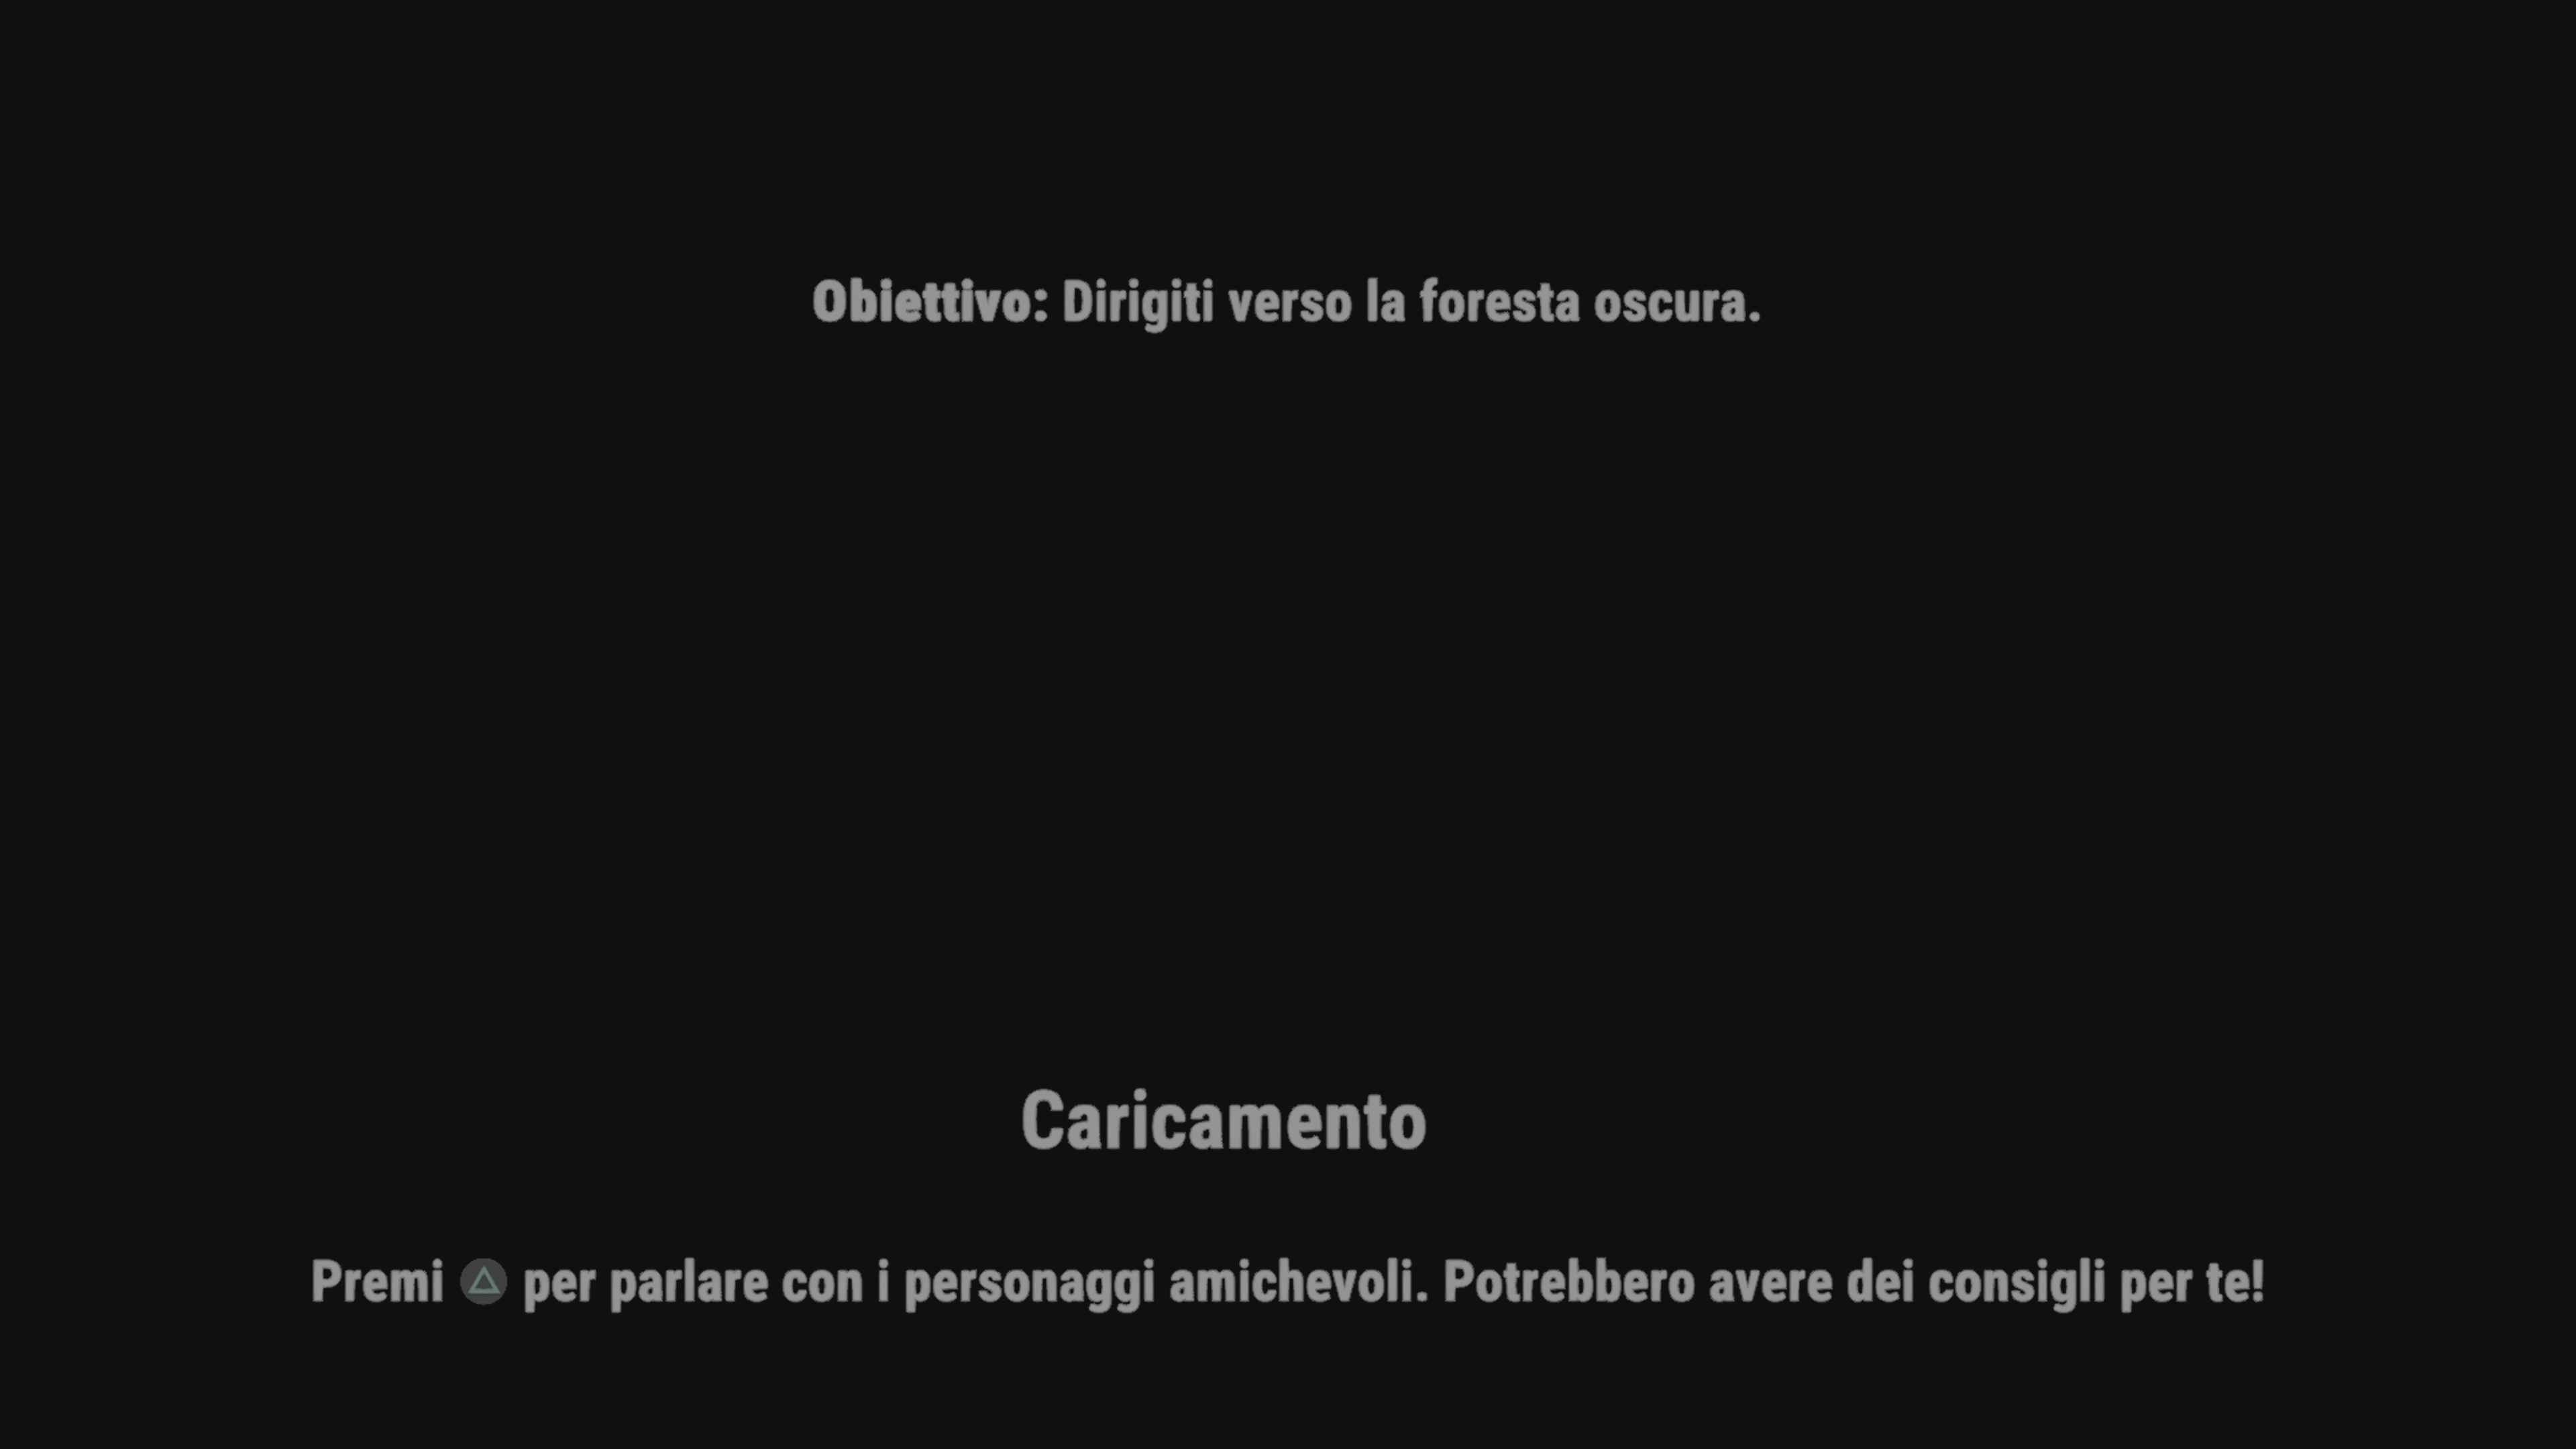 Obiettivo: Dirigiti verso la foresta oscura.
Caricamento
Premi △ per parlare con i personaggi amichevoli. Potrebbero avere dei consigli per te!